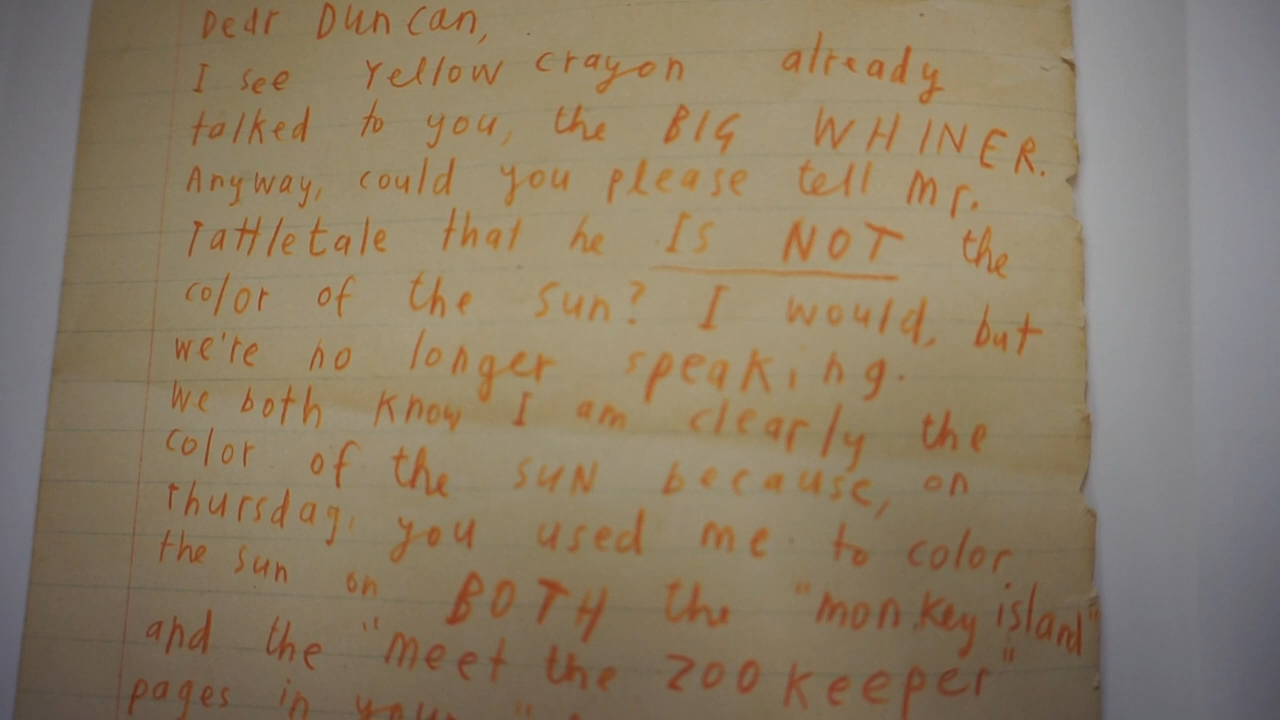 Dear Duncan,
I see Yellow crayon already
talked to you, the BIG WHINER.
Anyway, could you please tell Mr.
Tattletale that he IS NOT the
color of the sun? I would, but
we're no longer speaking.
We both know I am clearly the
color of the SUN because, on
Thursday, you used me to color
the sun on BOTH the "monkey island"
and the "meet the zookeeper"
pages in your